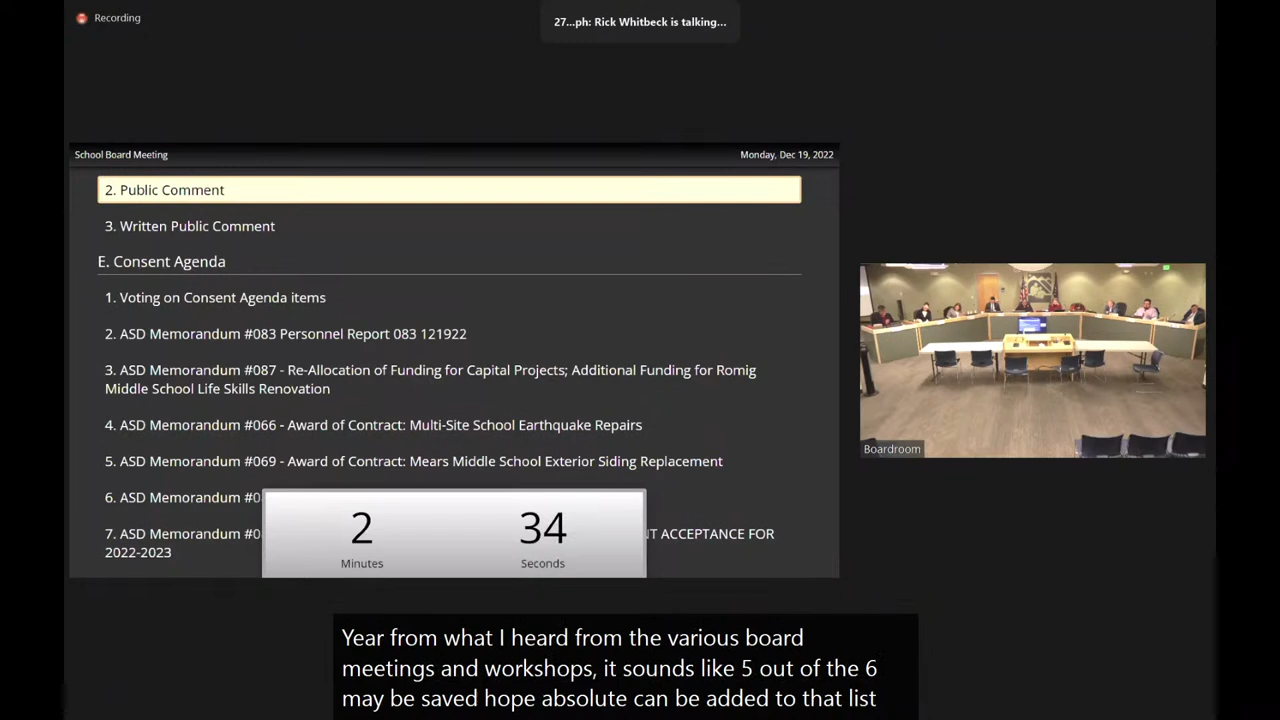 Recording
27...ph: Rick Whitbeck is talking...
School Board Meeting
Monday, Dec 19, 2022
2. Public Comment
3. Written Public Comment
E. Consent Agenda
1. Voting on Consent Agenda items
2. ASD Memorandum #083 Personnel Report 083 121922
3. ASD Memorandum #087 - Re-Allocation of Funding for Capital Projects; Additional Funding for Romig
Middle School Life Skills Renovation
4. ASD Memorandum #066 - Award of Contract: Multi-Site School Earthquake Repairs
5. ASD Memorandum #069 - Award of Contract: Mears Middle School Exterior Siding Replacement
6. ASD Memorandum #0
7. ASD Memorandum #0 NT ACCEPTANCE FOR
2022-2023
2 34
Minutes Seconds
Boardroom
Year from what I heard from the various board
meetings and workshops, it sounds like 5 out of the 6
may be saved hope absolute can be added to that list